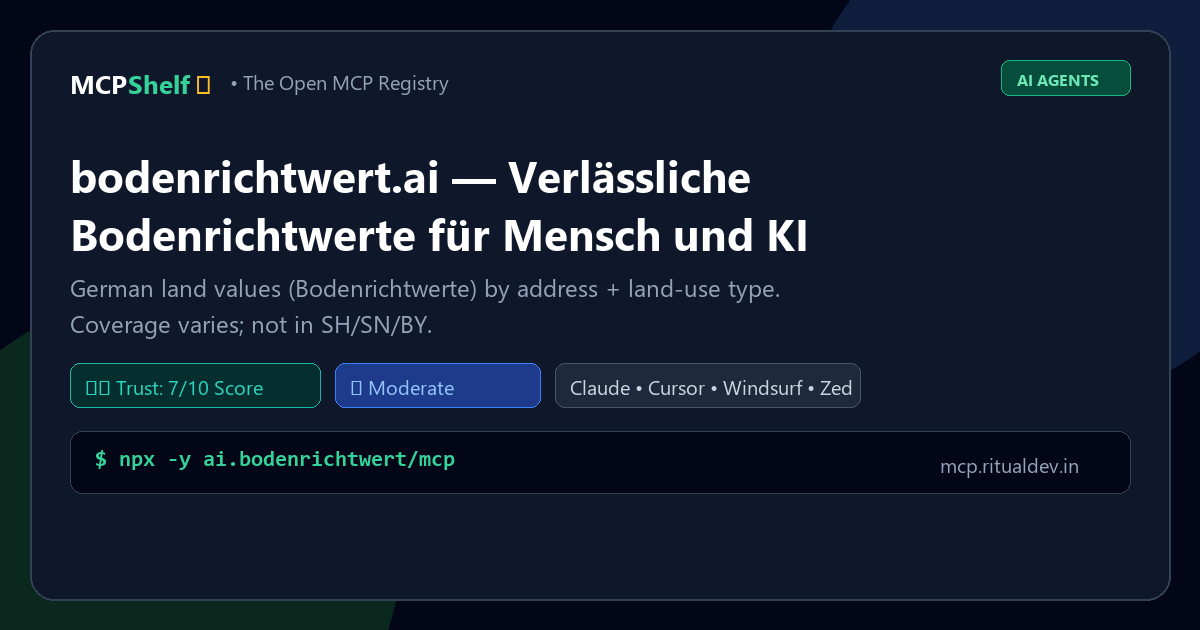 MCPShelf • The Open MCP Registry
AI AGENTS
bodenrichtwert.ai — Verlässliche
Bodenrichtwerte für Mensch und KI
German land values (Bodenrichtwerte) by address + land-use type.
Coverage varies; not in SH/SN/BY.
Trust: 7/10 Score
Moderate
Claude • Cursor • Windsurf • Zed
$ npx -y ai.bodenrichtwert/mcp
mcp.ritualdev.in